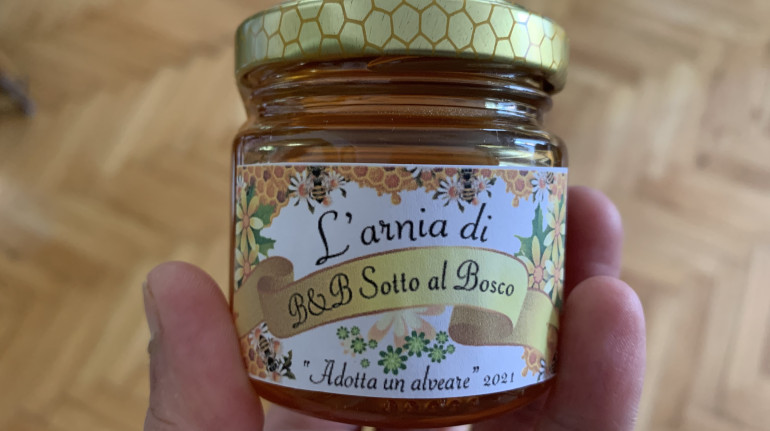 L'arnia di
B&B Sotto al Bosco
"Adotta un alveare" 2021